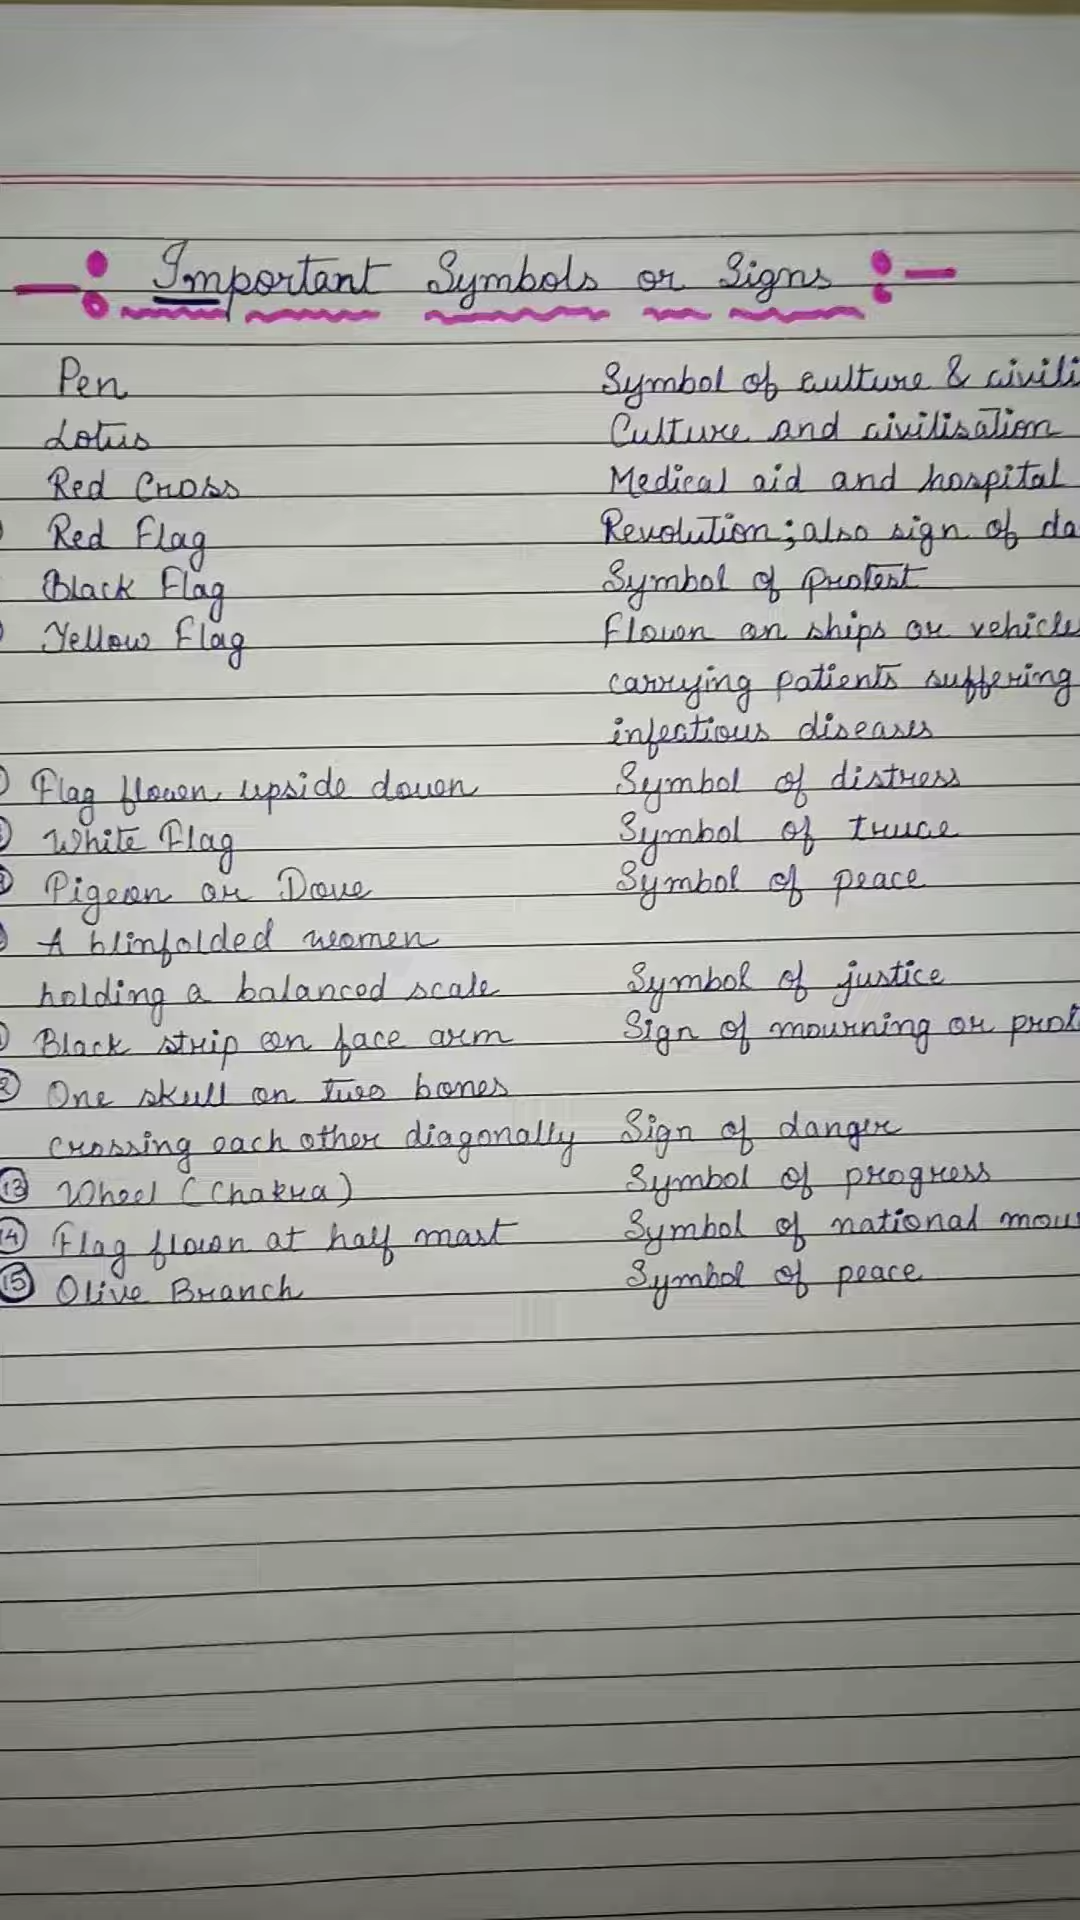 Important Symbols or Signs
Pen Symbol of culture & civili
Lotus Culture and civilisation
Red Cross Medical aid and hospital
Red Flag Revolution; also sign of da
Black Flag Symbol of protest
Yellow Flag Flown on ships or vehicle
carrying patients suffering
infectious diseases
Flag flown upside down Symbol of distress
White Flag Symbol of truce
Pigeon or Dove Symbol of peace
A blinfolded women
holding a balanced scale Symbol of justice
Black strip on face arm Sign of mourning or prot
2 One skull on two bones
crossing each other diagonally Sign of danger
13 Wheel (Chakra) Symbol of progress
14 Flag flown at half mast Symbol of national mour
15 Olive Branch Symbol of peace